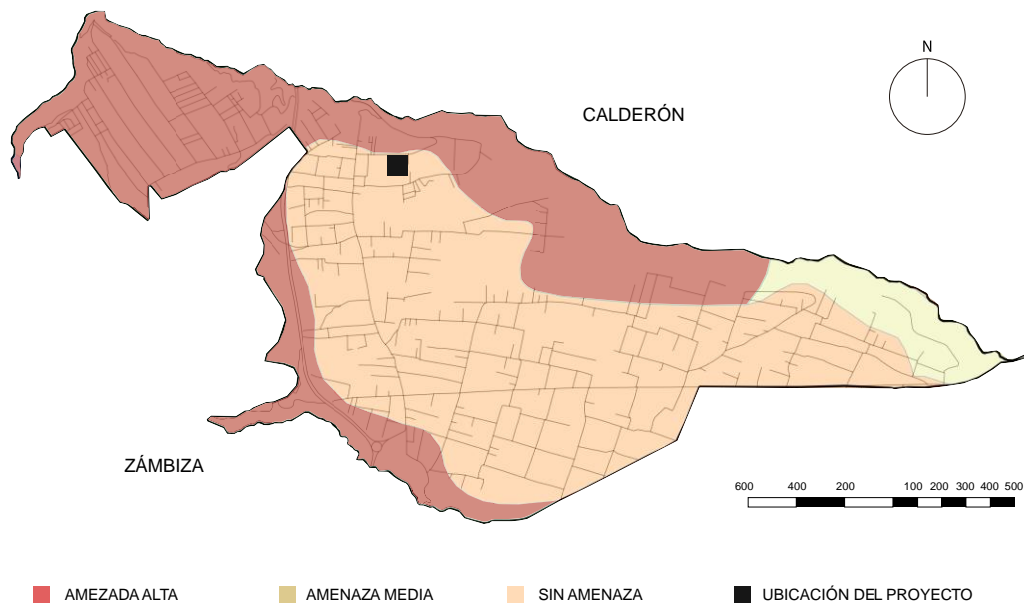 N
CALDERÓN
ZÁMBIZA
600 400 200 100 200 300 400 500
AMEZADA ALTA
AMENAZA MEDIA
SIN AMENAZA
UBICACIÓN DEL PROYECTO